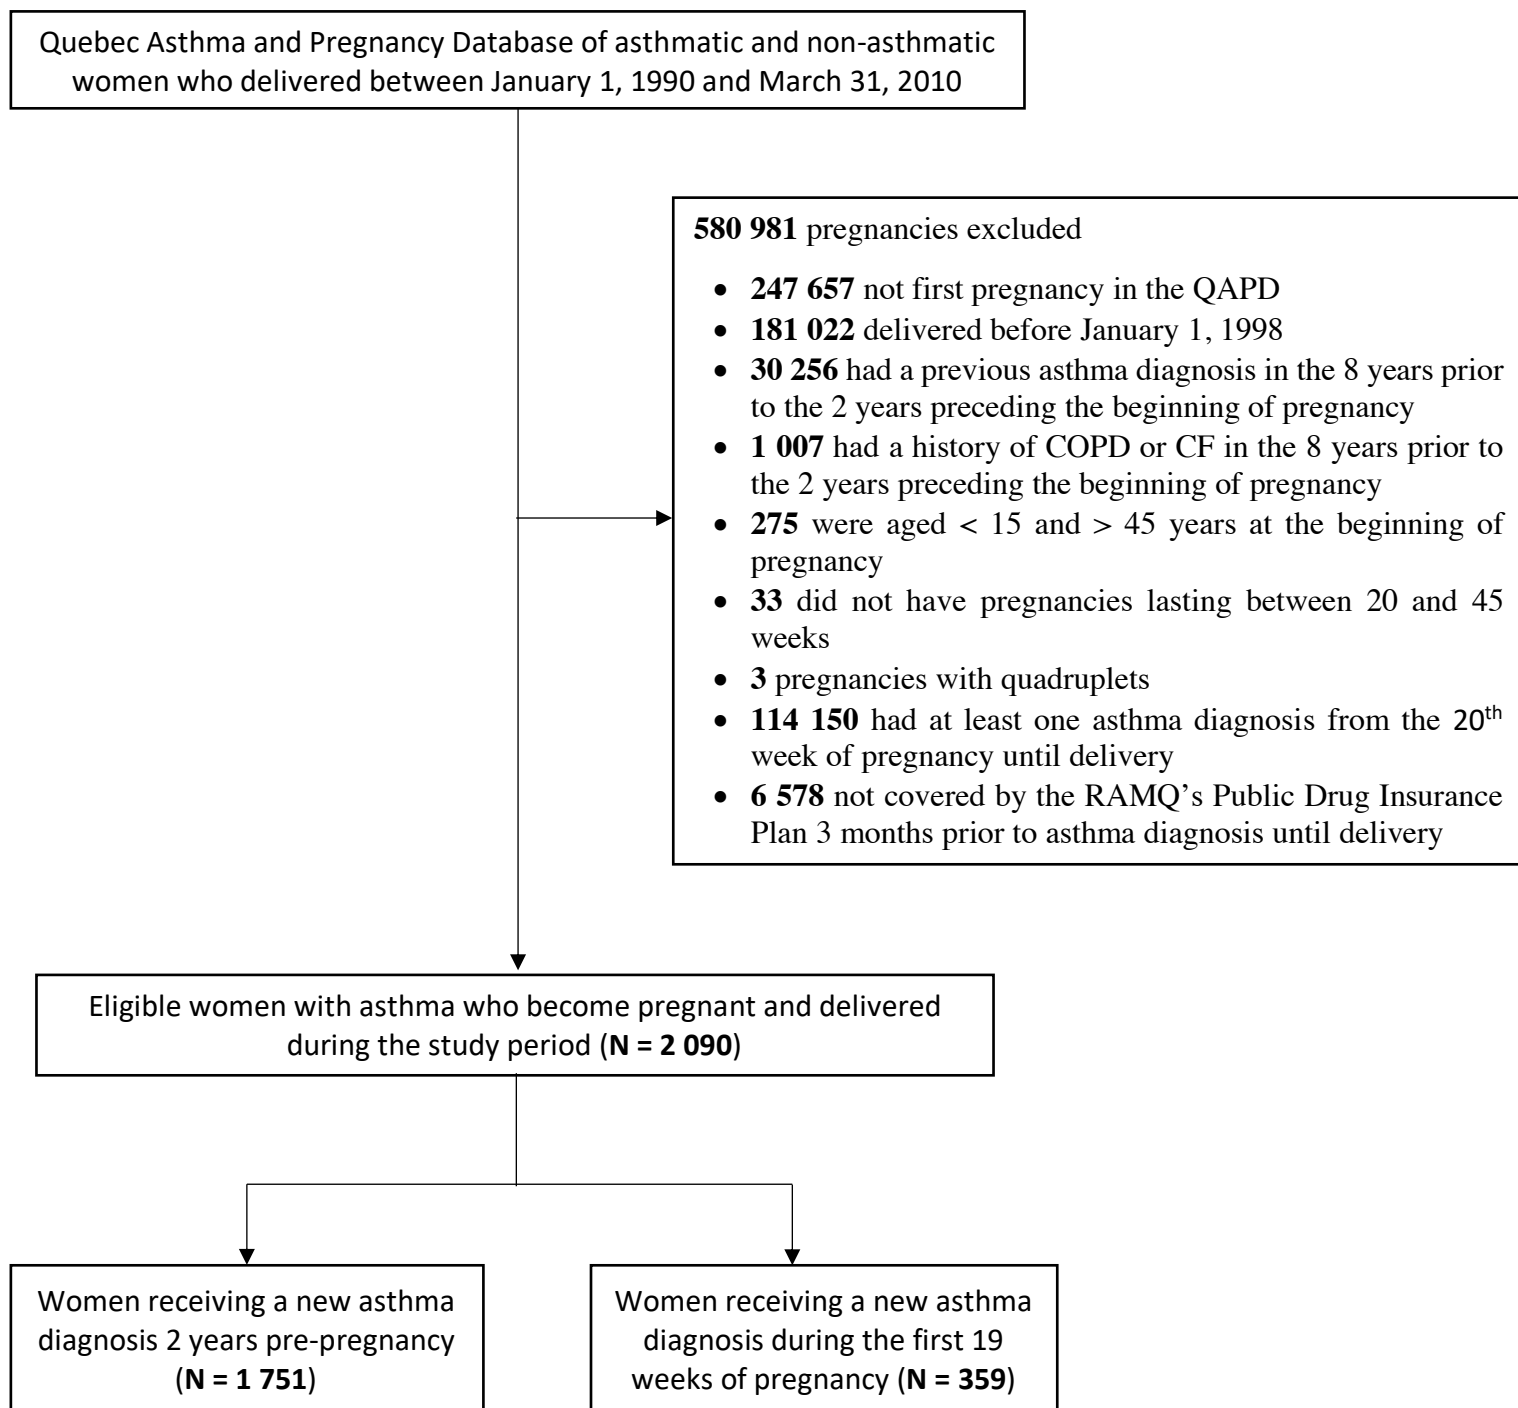 Quebec Asthma and Pregnancy Database of asthmatic and non-asthmatic
women who delivered between January 1, 1990 and March 31, 2010
580 981 pregnancies excluded
• 247 657 not first pregnancy in the QAPD
• 181 022 delivered before January 1, 1998
• 30 256 had a previous asthma diagnosis in the 8 years prior
to the 2 years preceding the beginning of pregnancy
• 1 007 had a history of COPD or CF in the 8 years prior to
the 2 years preceding the beginning of pregnancy
• 275 were aged < 15 and > 45 years at the beginning of
pregnancy
• 33 did not have pregnancies lasting between 20 and 45
weeks
• 3 pregnancies with quadruplets
• 114 150 had at least one asthma diagnosis from the 20th
week of pregnancy until delivery
• 6 578 not covered by the RAMQ’s Public Drug Insurance
Plan 3 months prior to asthma diagnosis until delivery
Eligible women with asthma who become pregnant and delivered
during the study period (N = 2 090)
Women receiving a new asthma
diagnosis 2 years pre-pregnancy
(N = 1 751)
Women receiving a new asthma
diagnosis during the first 19
weeks of pregnancy (N = 359)